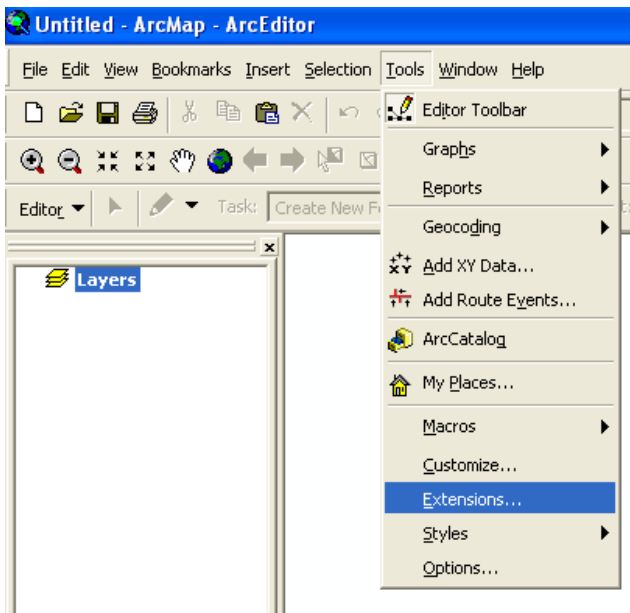 Untitled - ArcMap - ArcEditor
File Edit View Bookmarks Insert Selection Tools Window Help
Editor Task: Create New F
Layers
Editor Toolbar
Graphs
Reports
Geocoding
Add XY Data...
Add Route Events...
ArcCatalog
My Places...
Macros
Customize...
Extensions...
Styles
Options...